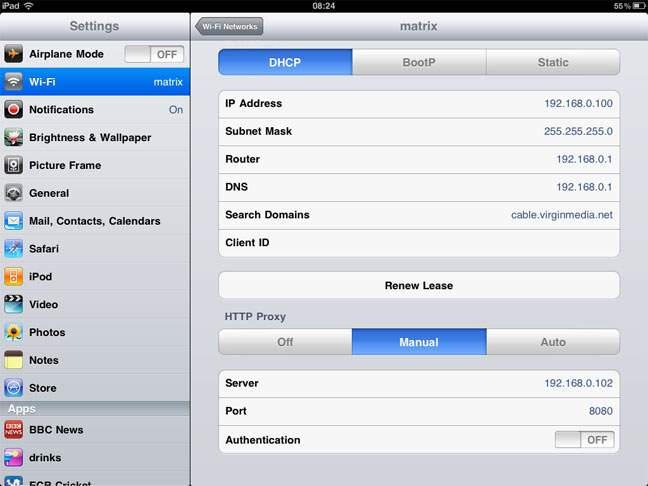 iPad 08:24 55%
Settings
Airplane Mode OFF
Wi-Fi matrix
Notifications On
Brightness & Wallpaper
Picture Frame
General
Mail, Contacts, Calendars
Safari
iPod
Video
Photos
Notes
Store
Apps
BBC NEWS BBC News
drinks
ECB Cricket
Wi-Fi Networks matrix
DHCP BootP Static
IP Address 192.168.0.100
Subnet Mask 255.255.255.0
Router 192.168.0.1
DNS 192.168.0.1
Search Domains cable.virginmedia.net
Client ID
Renew Lease
HTTP Proxy
Off Manual Auto
Server 192.168.0.102
Port 8080
Authentication OFF